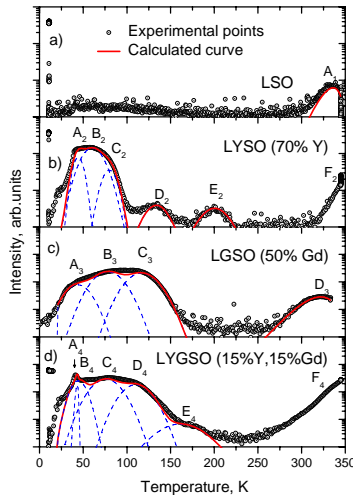 Experimental points
Calculated curve
a)
LSO
A₁
b)
LYSO (70% Y)
A₂
B₂
C₂
D₂
E₂
F₂
c)
LGSO (50% Gd)
A₃
B₃
C₃
D₃
d)
LYGSO (15%Y,15%Gd)
A₄
B₄
C₄
D₄
E₄
F₄
Intensity, arb.units
0 50 100 150 200 250 300 350
Temperature, K